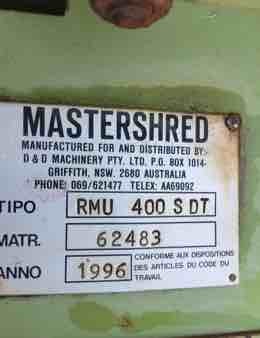 MASTERSHRED
MANUFACTURED FOR AND DISTRIBUTED BY:-
D & D MACHINERY PTY. LTD. P.O. BOX 1014-
GRIFFITH, NSW. 2680 AUSTRALIA
PHONE: 069/621477 TELEX: AA69092
TIPO RMU 400 S DT
MATR. 62483
ANNO 1996 CONFORME AUX DISPOSITIONS
DES ARTICLES DU CODE DU
TRAVAIL